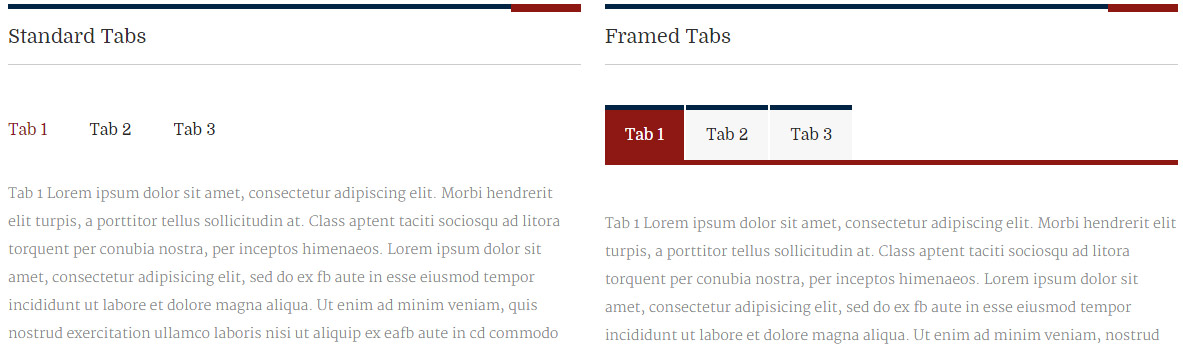 Standard Tabs
Tab 1 Tab 2 Tab 3
Tab 1 Lorem ipsum dolor sit amet, consectetur adipiscing elit. Morbi hendrerit
elit turpis, a porttitor tellus sollicitudin at. Class aptent taciti sociosqu ad litora
torquent per conubia nostra, per inceptos himenaeos. Lorem ipsum dolor sit
amet, consectetur adipisicing elit, sed do ex fb aute in esse eiusmod tempor
incididunt ut labore et dolore magna aliqua. Ut enim ad minim veniam, quis
nostrud exercitation ullamco laboris nisi ut aliquip ex eafb aute in cd commodo
Framed Tabs
Tab 1 Tab 2 Tab 3
Tab 1 Lorem ipsum dolor sit amet, consectetur adipiscing elit. Morbi hendrerit elit
turpis, a porttitor tellus sollicitudin at. Class aptent taciti sociosqu ad litora
torquent per conubia nostra, per inceptos himenaeos. Lorem ipsum dolor sit
amet, consectetur adipisicing elit, sed do ex fb aute in esse eiusmod tempor
incididunt ut labore et dolore magna aliqua. Ut enim ad minim veniam, nostrud